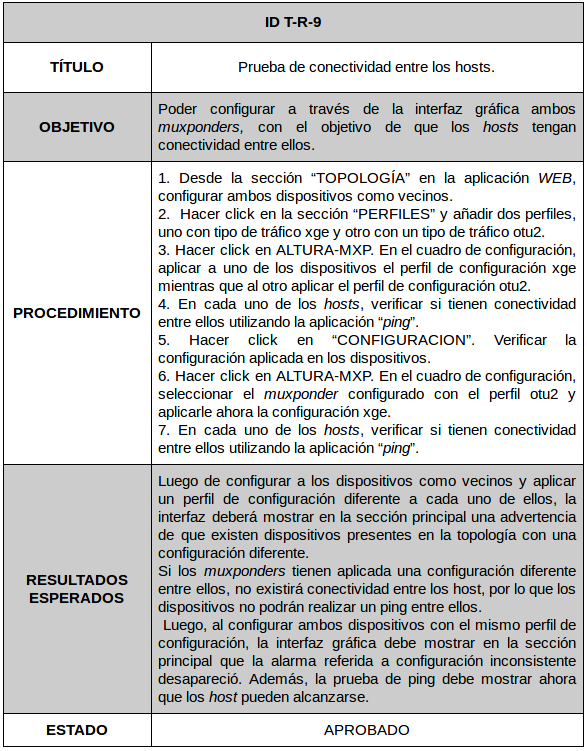 ID T-R-9
TÍTULO
Prueba de conectividad entre los hosts.
OBJETIVO
Poder configurar a través de la interfaz gráfica ambos
muxponders, con el objetivo de que los hosts tengan
conectividad entre ellos.
PROCEDIMIENTO
1. Desde la sección “TOPOLOGÍA” en la aplicación WEB,
configurar ambos dispositivos como vecinos.
2. Hacer click en la sección “PERFILES” y añadir dos perfiles,
uno con tipo de tráfico xge y otro con un tipo de tráfico otu2.
3. Hacer click en ALTURA-MXP. En el cuadro de configuración,
aplicar a uno de los dispositivos el perfil de configuración xge
mientras que al otro aplicar el perfil de configuración otu2.
4. En cada uno de los hosts, verificar si tienen conectividad
entre ellos utilizando la aplicación “ping”.
5. Hacer click en “CONFIGURACION”. Verificar la
configuración aplicada en los dispositivos.
6. Hacer click en ALTURA-MXP. En el cuadro de configuración,
seleccionar el muxponder configurado con el perfil otu2 y
aplicarle ahora la configuración xge.
7. En cada uno de los hosts, verificar si tienen conectividad
entre ellos utilizando la aplicación “ping”.
RESULTADOS
ESPERADOS
Luego de configurar a los dispositivos como vecinos y aplicar
un perfil de configuración diferente a cada uno de ellos, la
interfaz deberá mostrar en la sección principal una advertencia
de que existen dispositivos presentes en la topología con una
configuración diferente.
Si los muxponders tienen aplicada una configuración diferente
entre ellos, no existirá conectividad entre los host, por lo que los
dispositivos no podrán realizar un ping entre ellos.
Luego, al configurar ambos dispositivos con el mismo perfil de
configuración, la interfaz gráfica debe mostrar en la sección
principal que la alarma referida a configuración inconsistente
desapareció. Además, la prueba de ping debe mostrar ahora
que los host pueden alcanzarse.
ESTADO
APROBADO